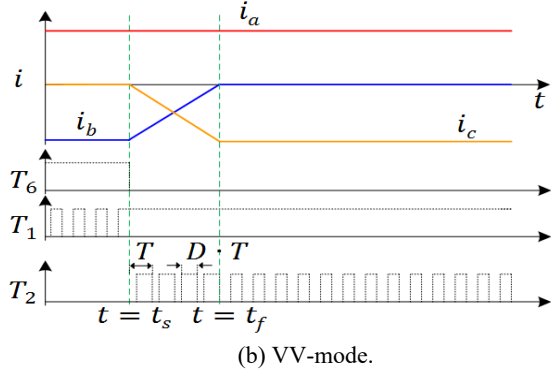 i_a
i
t
i_b
i_c
T_6
T_1
T D · T
T_2
t = t_s t = t_f
(b) VV-mode.